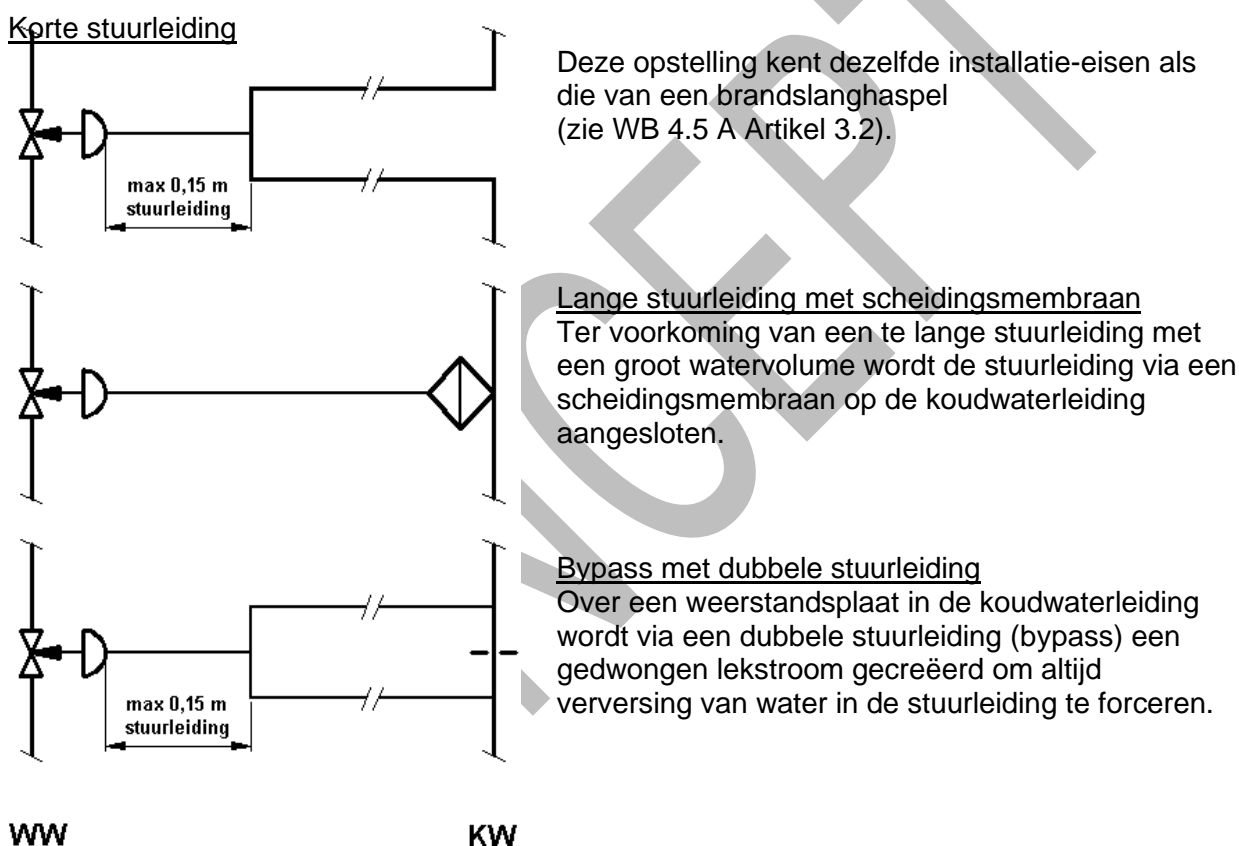 Korte stuurleiding
Deze opstelling kent dezelfde installatie-eisen als
die van een brandslanghaspel
(zie WB 4.5 A Artikel 3.2).
max 0,15 m
stuurleiding
Lange stuurleiding met scheidingsmembraan
Ter voorkoming van een te lange stuurleiding met
een groot watervolume wordt de stuurleiding via een
scheidingsmembraan op de koudwaterleiding
aangesloten.
Bypass met dubbele stuurleiding
Over een weerstandsplaat in de koudwaterleiding
wordt via een dubbele stuurleiding (bypass) een
gedwongen lekstroom gecreëerd om altijd
verversing van water in de stuurleiding te forceren.
max 0,15 m
stuurleiding
WW
KW